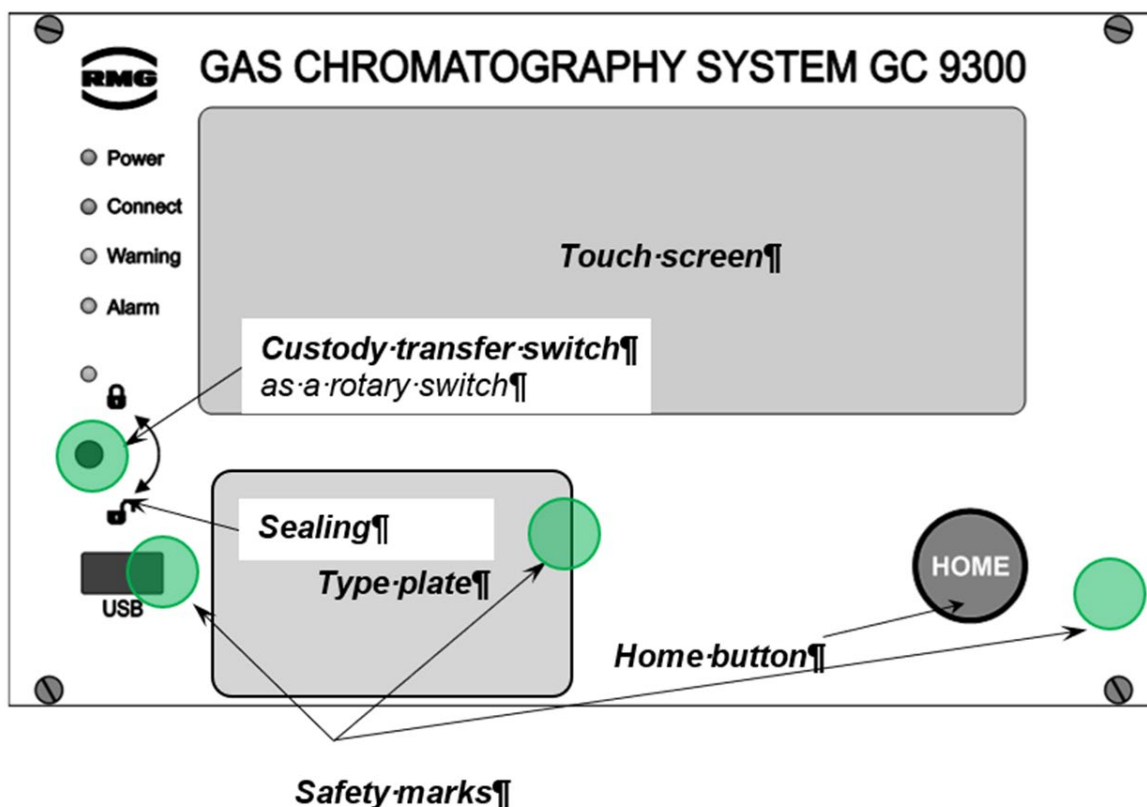 RMG
GAS CHROMATOGRAPHY SYSTEM GC 9300
Power
Connect
Warning
Alarm
Touch·screen¶
Custody·transfer·switch¶
as·a·rotary·switch¶
Sealing¶
Type·plate¶
USB
HOME
Home·button¶
Safety·marks¶